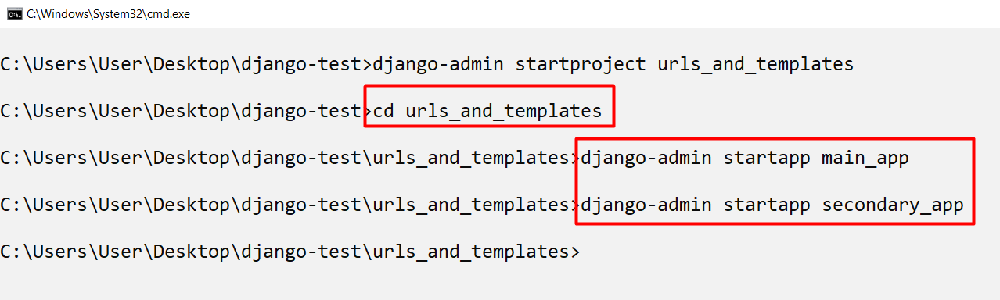 C:\Windows\System32\cmd.exe
C:\Users\User\Desktop\django-test>django-admin startproject urls_and_templates
C:\Users\User\Desktop\django-test>cd urls_and_templates
C:\Users\User\Desktop\django-test\urls_and_templates>django-admin startapp main_app
C:\Users\User\Desktop\django-test\urls_and_templates>django-admin startapp secondary_app
C:\Users\User\Desktop\django-test\urls_and_templates>